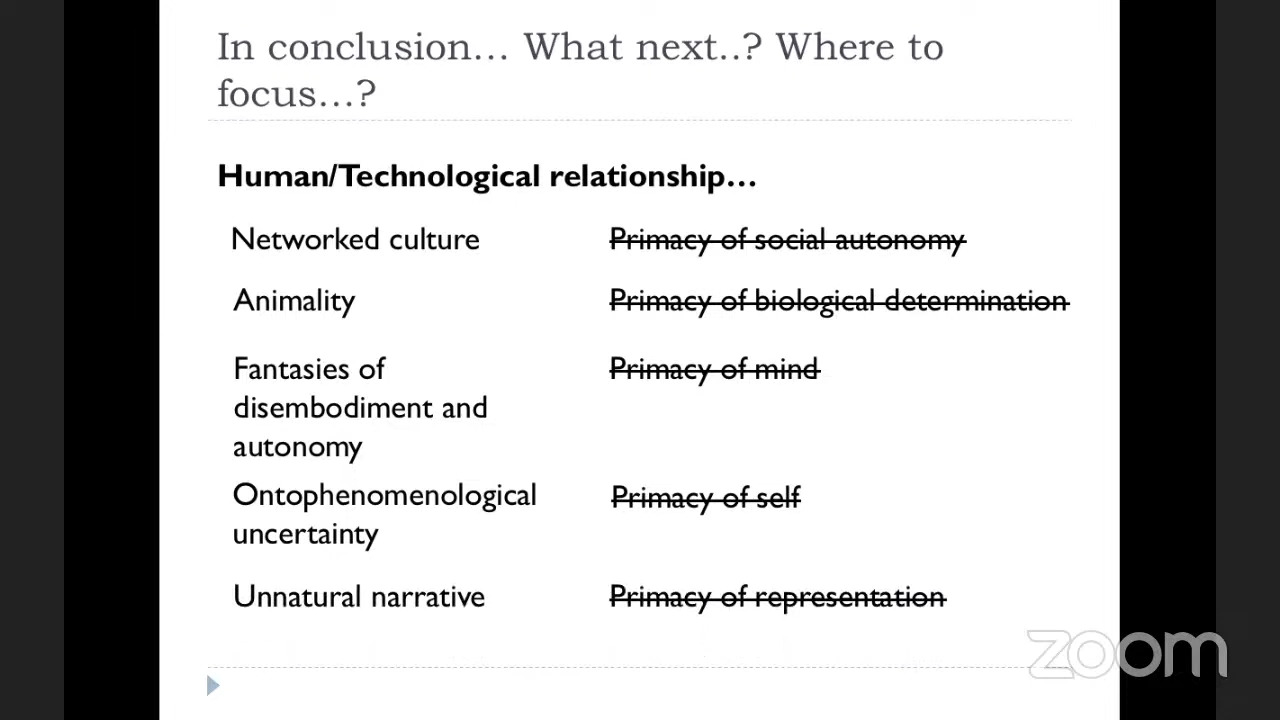 In conclusion... What next..? Where to
focus...?
Human/Technological relationship...
Networked culture Primacy of social autonomy
Animality Primacy of biological determination
Fantasies of Primacy of mind
disembodiment and
autonomy
Ontophenomenological Primacy of self
uncertainty
Unnatural narrative Primacy of representation
zoom